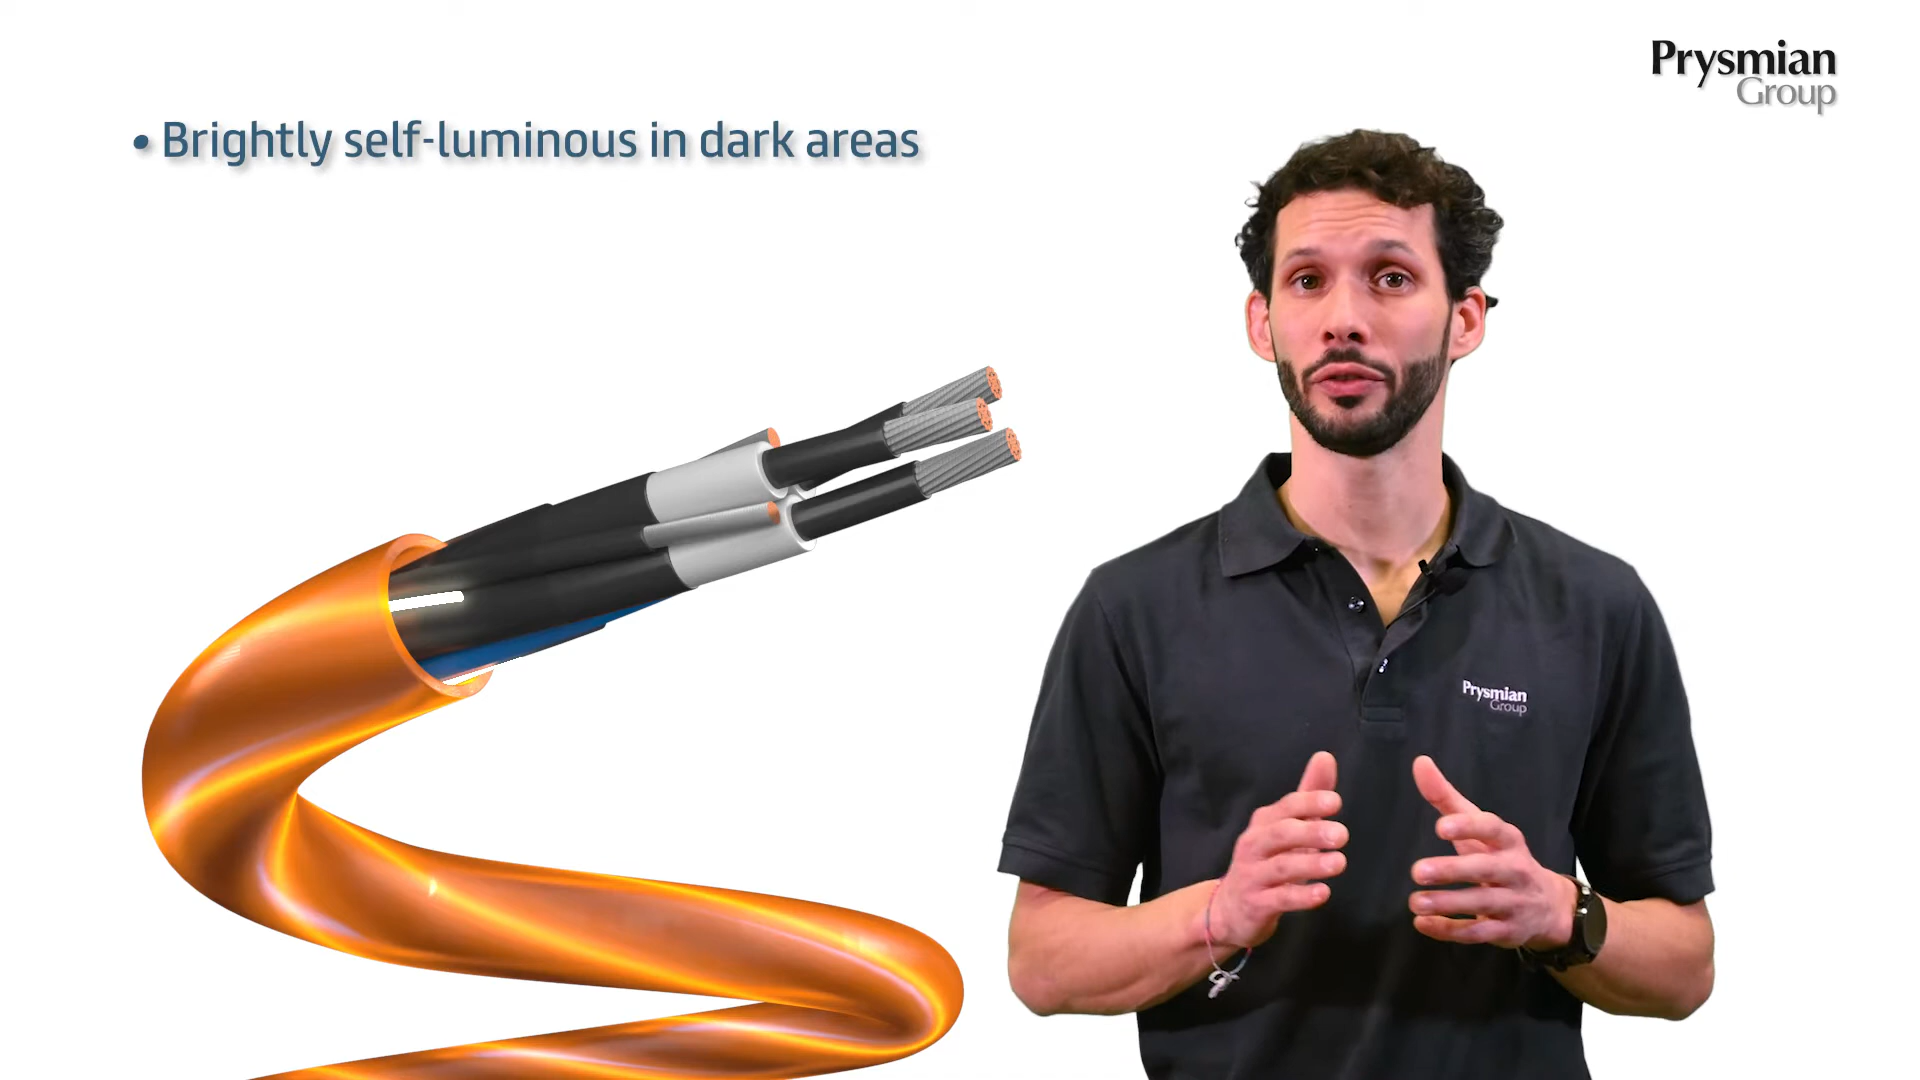 Prysmian
Group
• Brightly self-luminous in dark areas
Prysmian
Group